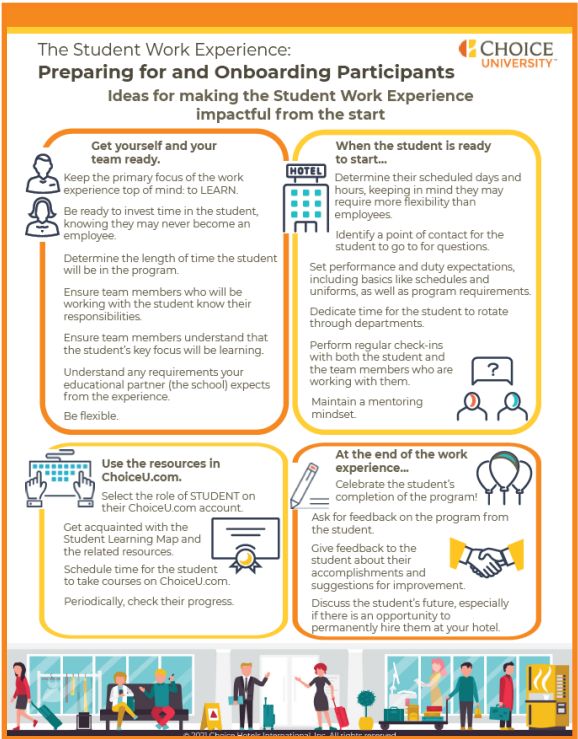 The Student Work Experience:
Preparing for and Onboarding Participants
CHOICE
UNIVERSITY™
Ideas for making the Student Work Experience
impactful from the start
Get yourself and your
team ready.
Keep the primary focus of the work
experience top of mind: to LEARN.
Be ready to invest time in the student,
knowing they may never become an
employee.
Determine the length of time the student
will be in the program.
Ensure team members who will be
working with the student know their
responsibilities.
Ensure team members understand that
the student's key focus will be learning.
Understand any requirements your
educational partner (the school) expects
from the experience.
Be flexible.
When the student is ready
to start...
HOTEL
Determine their scheduled days and
hours, keeping in mind they may
require more flexibility than
employees.
Identify a point of contact for the
student to go to for questions.
Set performance and duty expectations,
including basics like schedules and
uniforms, as well as program requirements.
Dedicate time for the student to rotate
through departments.
Perform regular check-ins
with both the student and
the team members who are
working with them.
?
Maintain a mentoring
mindset.
Use the resources in
ChoiceU.com.
Select the role of STUDENT on
their ChoiceU.com account.
Get acquainted with the
Student Learning Map and
the related resources.
Schedule time for the student
to take courses on ChoiceU.com.
Periodically, check their progress.
At the end of the work
experience...
Celebrate the student's
completion of the program!
Ask for feedback on the program from
the student.
Give feedback to the
student about their
accomplishments and
suggestions for improvement.
Discuss the student's future, especially
if there is an opportunity to
permanently hire them at your hotel.
© 2021 Choice Hotels International, Inc. All rights reserved.